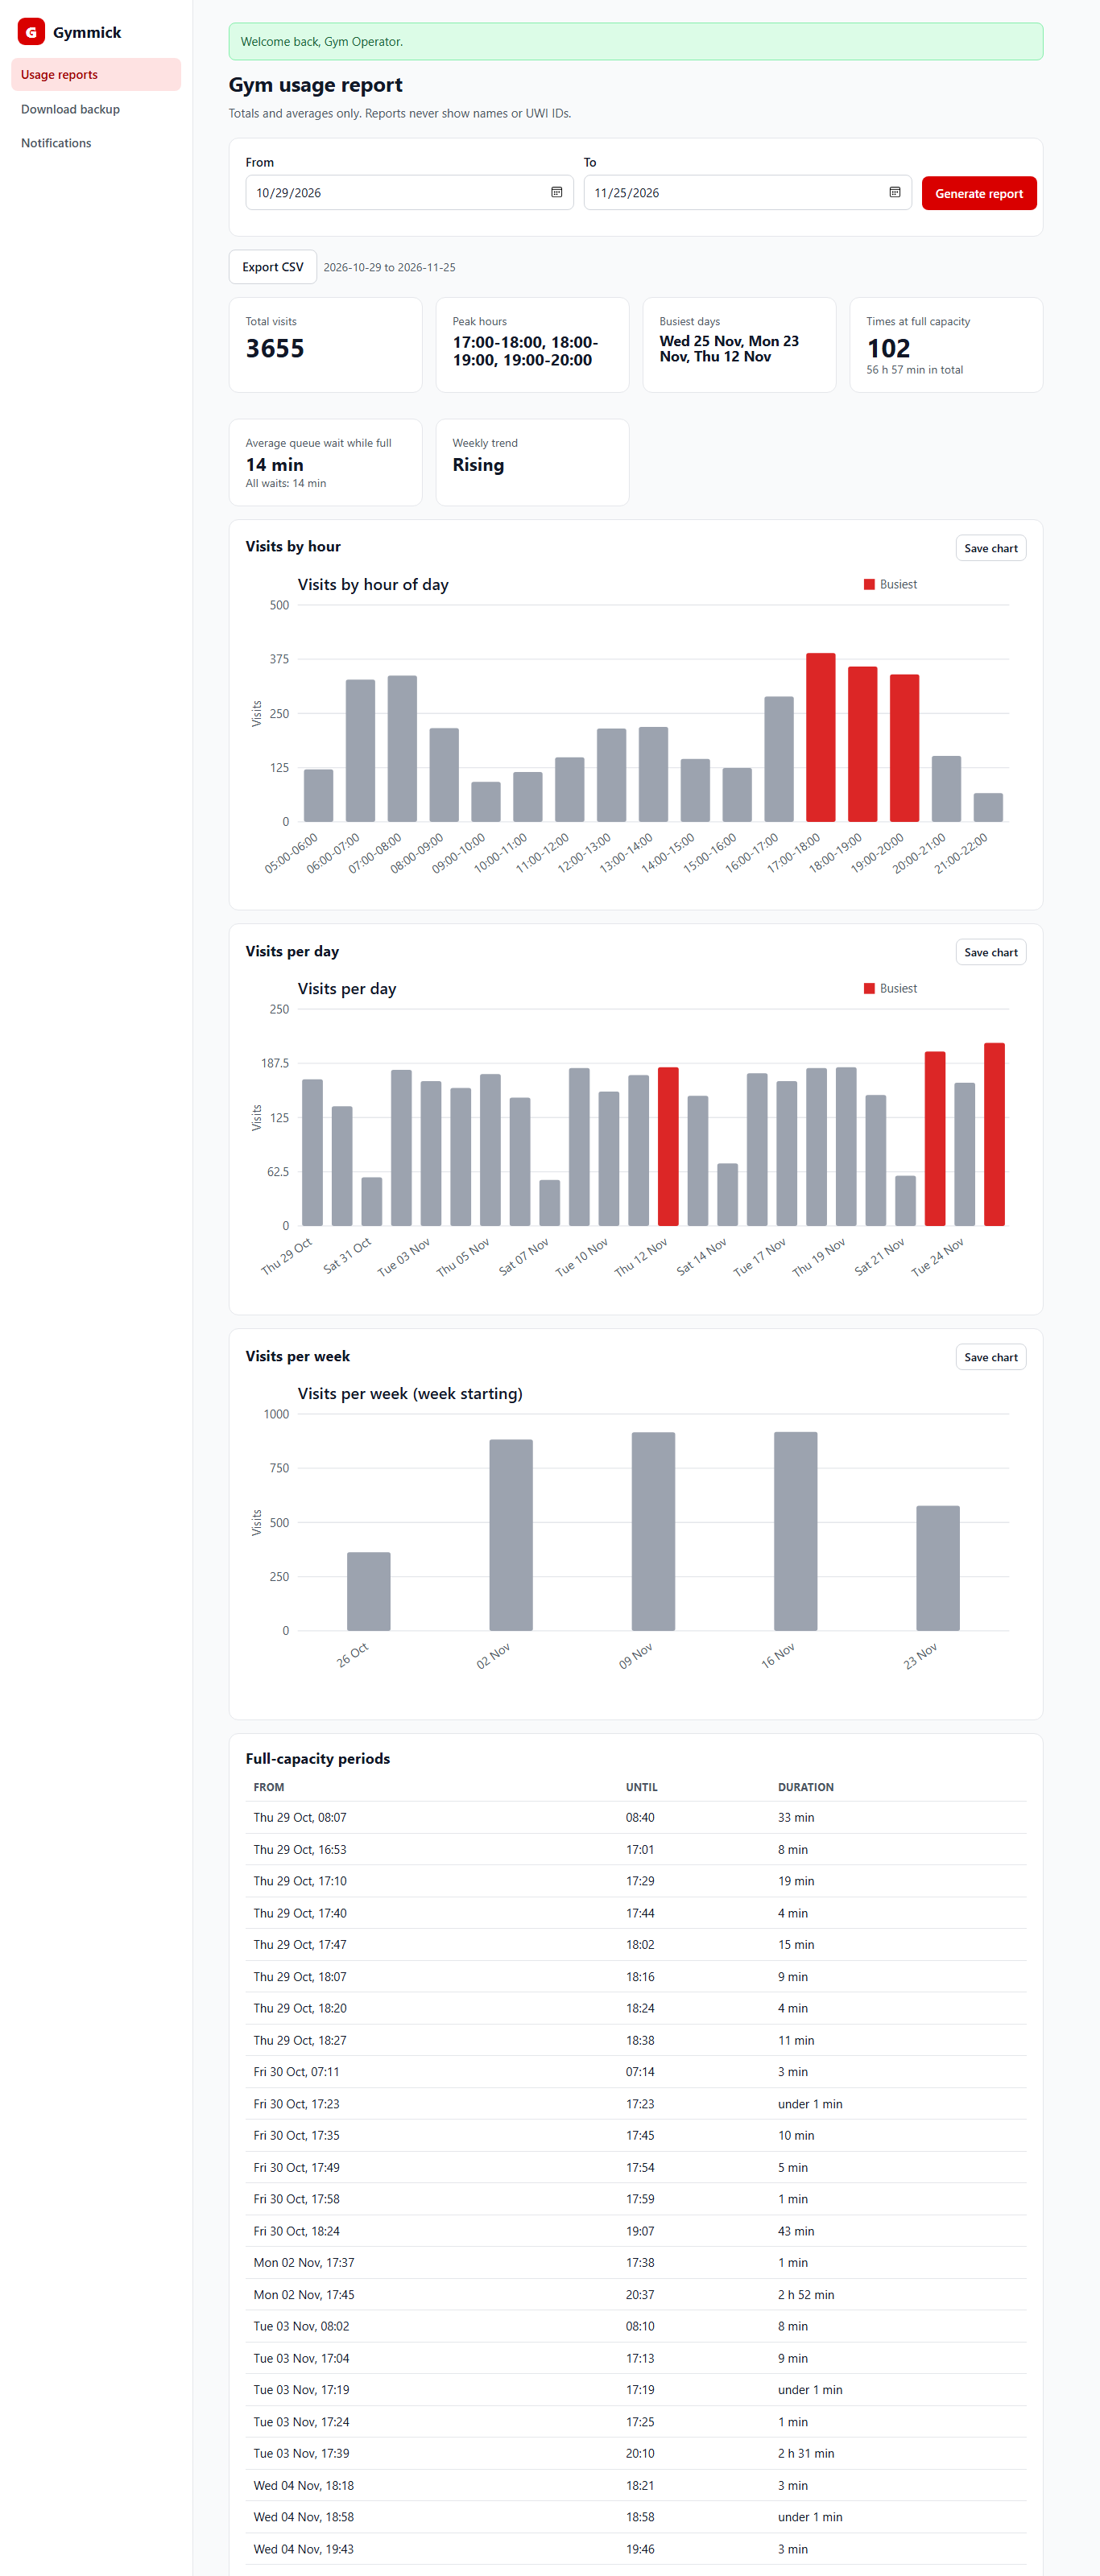 G Gymmick
Usage reports
Download backup
Notifications
Welcome back, Gym Operator.
Gym usage report
Totals and averages only. Reports never show names or UWI IDs.
From
To
10/29/2026
11/25/2026
Generate report
Export CSV
2026-10-29 to 2026-11-25
Total visits
3655
Peak hours
17:00-18:00, 18:00-
19:00, 19:00-20:00
Busiest days
Wed 25 Nov, Mon 23
Nov, Thu 12 Nov
Times at full capacity
102
56 h 57 min in total
Average queue wait while full
14 min
All waits: 14 min
Weekly trend
Rising
Visits by hour
Save chart
Visits by hour of day
Busiest
500
375
250
125
0
Visits
05:00-06:00
06:00-07:00
07:00-08:00
08:00-09:00
09:00-10:00
10:00-11:00
11:00-12:00
12:00-13:00
13:00-14:00
14:00-15:00
15:00-16:00
16:00-17:00
17:00-18:00
18:00-19:00
19:00-20:00
20:00-21:00
21:00-22:00
Visits per day
Save chart
Visits per day
Busiest
250
187.5
125
62.5
0
Visits
Thu 29 Oct
Sat 31 Oct
Tue 03 Nov
Thu 05 Nov
Sat 07 Nov
Tue 10 Nov
Thu 12 Nov
Sat 14 Nov
Tue 17 Nov
Thu 19 Nov
Sat 21 Nov
Tue 24 Nov
Visits per week
Save chart
Visits per week (week starting)
1000
750
500
250
0
Visits
26 Oct
02 Nov
09 Nov
16 Nov
23 Nov
Full-capacity periods
FROM UNTIL DURATION
Thu 29 Oct, 08:07 08:40 33 min
Thu 29 Oct, 16:53 17:01 8 min
Thu 29 Oct, 17:10 17:29 19 min
Thu 29 Oct, 17:40 17:44 4 min
Thu 29 Oct, 17:47 18:02 15 min
Thu 29 Oct, 18:07 18:16 9 min
Thu 29 Oct, 18:20 18:24 4 min
Thu 29 Oct, 18:27 18:38 11 min
Fri 30 Oct, 07:11 07:14 3 min
Fri 30 Oct, 17:23 17:23 under 1 min
Fri 30 Oct, 17:35 17:45 10 min
Fri 30 Oct, 17:49 17:54 5 min
Fri 30 Oct, 17:58 17:59 1 min
Fri 30 Oct, 18:24 19:07 43 min
Mon 02 Nov, 17:37 17:38 1 min
Mon 02 Nov, 17:45 20:37 2 h 52 min
Tue 03 Nov, 08:02 08:10 8 min
Tue 03 Nov, 17:04 17:13 9 min
Tue 03 Nov, 17:19 17:19 under 1 min
Tue 03 Nov, 17:24 17:25 1 min
Tue 03 Nov, 17:39 20:10 2 h 31 min
Wed 04 Nov, 18:18 18:21 3 min
Wed 04 Nov, 18:58 18:58 under 1 min
Wed 04 Nov, 19:43 19:46 3 min